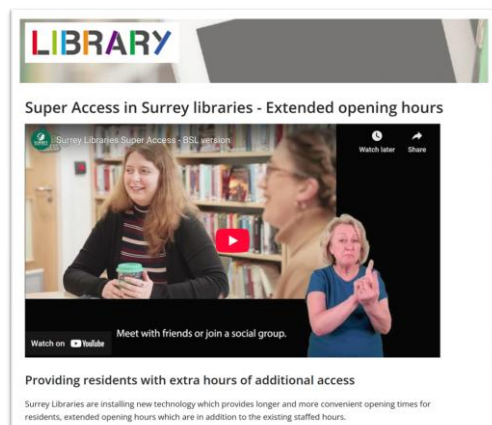 LIBRARY
Super Access in Surrey libraries - Extended opening hours
Surrey Libraries Super Access - BSL version
Watch later
Share
Meet with friends or join a social group.
Watch on YouTube
Providing residents with extra hours of additional access
Surrey Libraries are installing new technology which provides longer and more convenient opening times for
residents, extended opening hours which are in addition to the existing staffed hours.